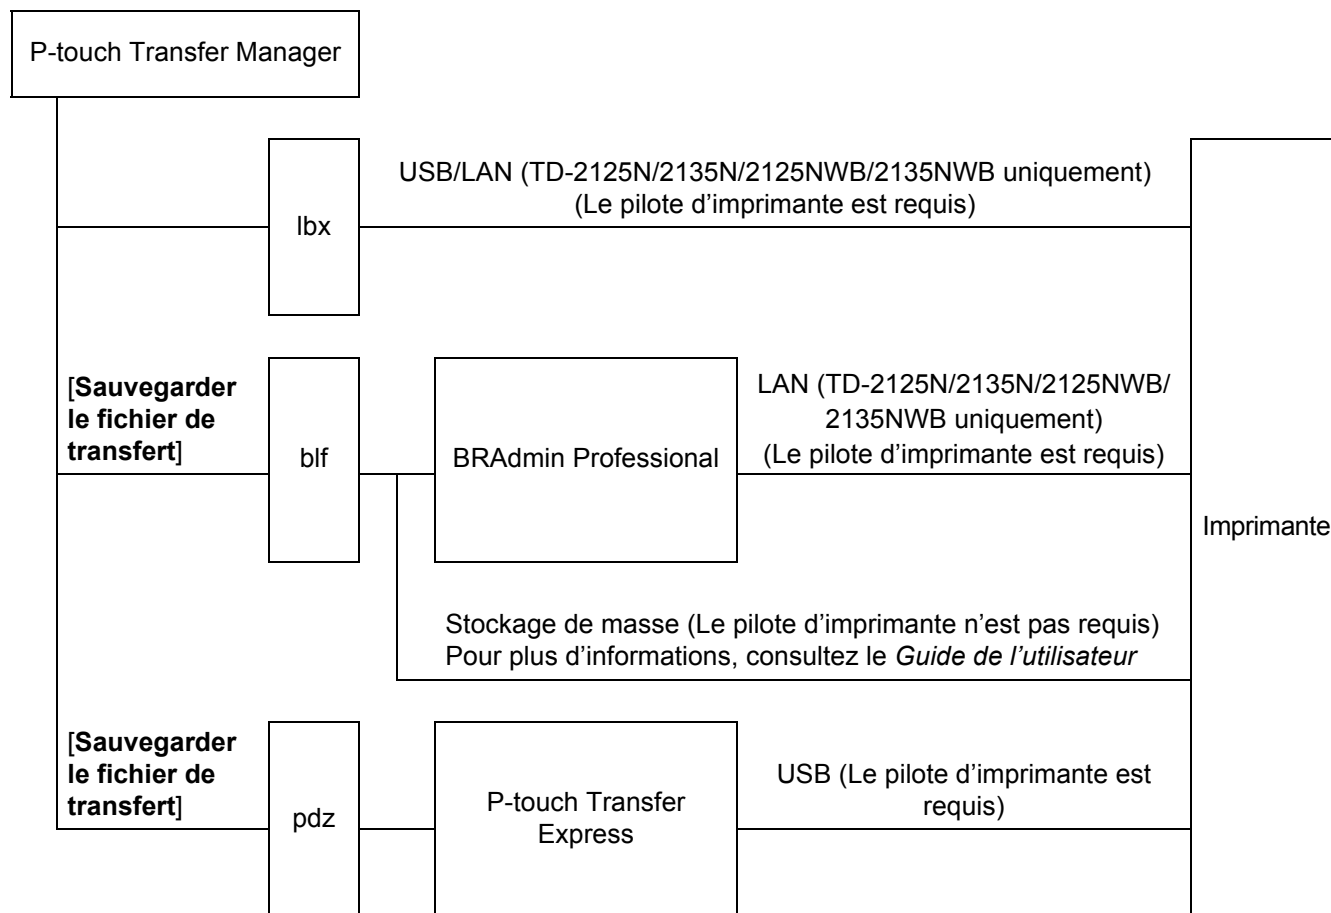 P-touch Transfer Manager
USB/LAN (TD-2125N/2135N/2125NWB/2135NWB uniquement)
(Le pilote d’imprimante est requis)
lbx
[Sauvegarder
le fichier de
transfert]
blf
BRAdmin Professional
LAN (TD-2125N/2135N/2125NWB/
2135NWB uniquement)
(Le pilote d’imprimante est requis)
Imprimante
Stockage de masse (Le pilote d’imprimante n’est pas requis)
Pour plus d’informations, consultez le Guide de l’utilisateur
[Sauvegarder
le fichier de
transfert]
pdz
P-touch Transfer
Express
USB (Le pilote d’imprimante est
requis)